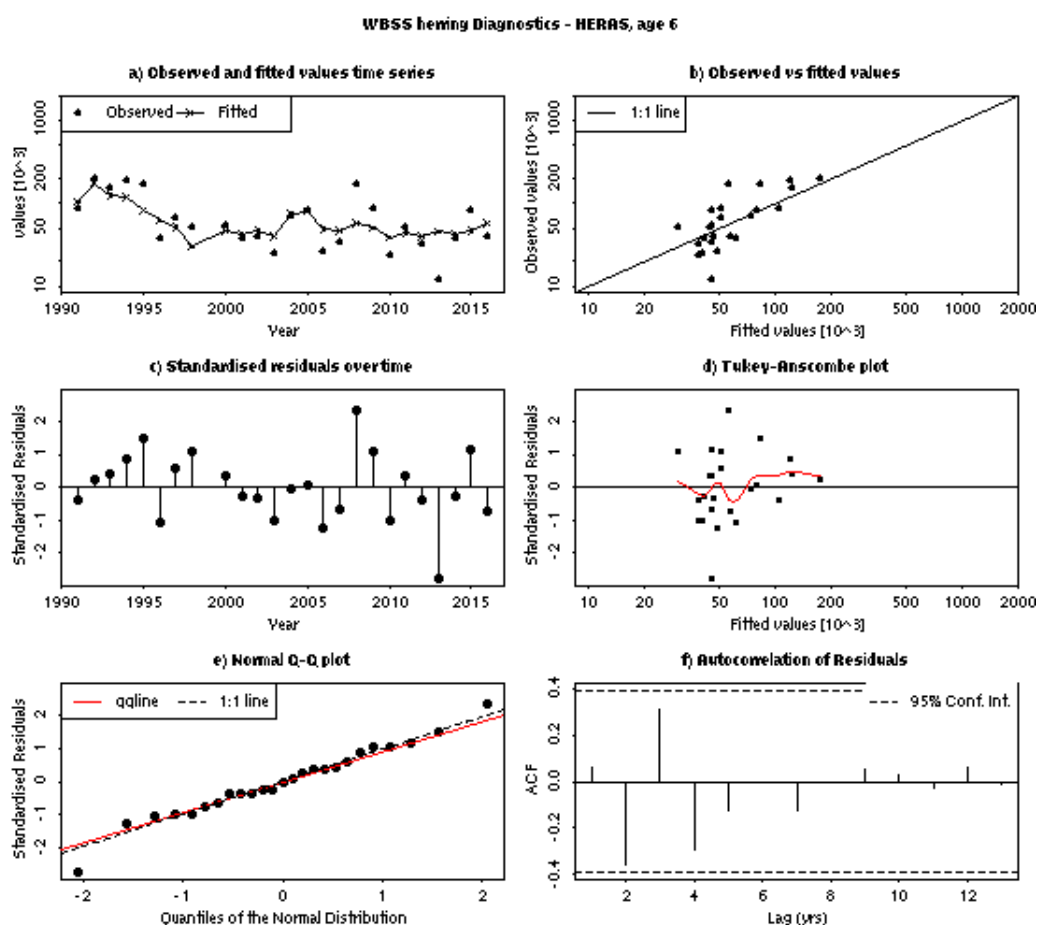 WBSS herring Diagnostics - HERAS, age 6
a) Observed and fitted values time series
Observed
Fitted
values [10^3]
1000
200
50
10
1990
1995
2000
2005
2010
2015
Year
b) Observed vs fitted values
1:1 line
Observed values [10^3]
1000
200
50
10
10
20
50
100
200
500
1000
2000
Fitted values [10^3]
c) Standardised residuals over time
Standardised Residuals
2
1
0
-1
-2
1990
1995
2000
2005
2010
2015
Year
d) Tukey-Anscombe plot
Standardised Residuals
2
1
0
-1
-2
10
20
50
100
200
500
1000
2000
Fitted values [10^3]
e) Normal Q-Q plot
qqline
1:1 line
Standardised Residuals
2
1
0
-1
-2
-2
-1
0
1
2
Quantiles of the Normal Distribution
f) Autocorrelation of Residuals
95% Conf. Int.
ACF
0.4
0.2
0.0
-0.2
-0.4
2
4
6
8
10
12
Lag (yrs)